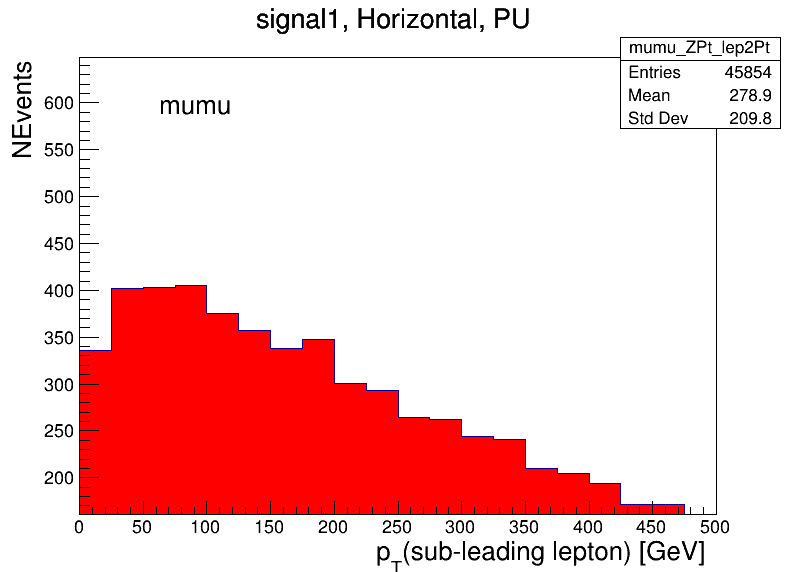 signal1, Horizontal, PU
mumu_ZPt_lep2Pt
Entries 45854
Mean 278.9
Std Dev 209.8
NEvents
mumu
600
550
500
450
400
350
300
250
200
0 50 100 150 200 250 300 350 400 450 500
p_T(sub-leading lepton) [GeV]